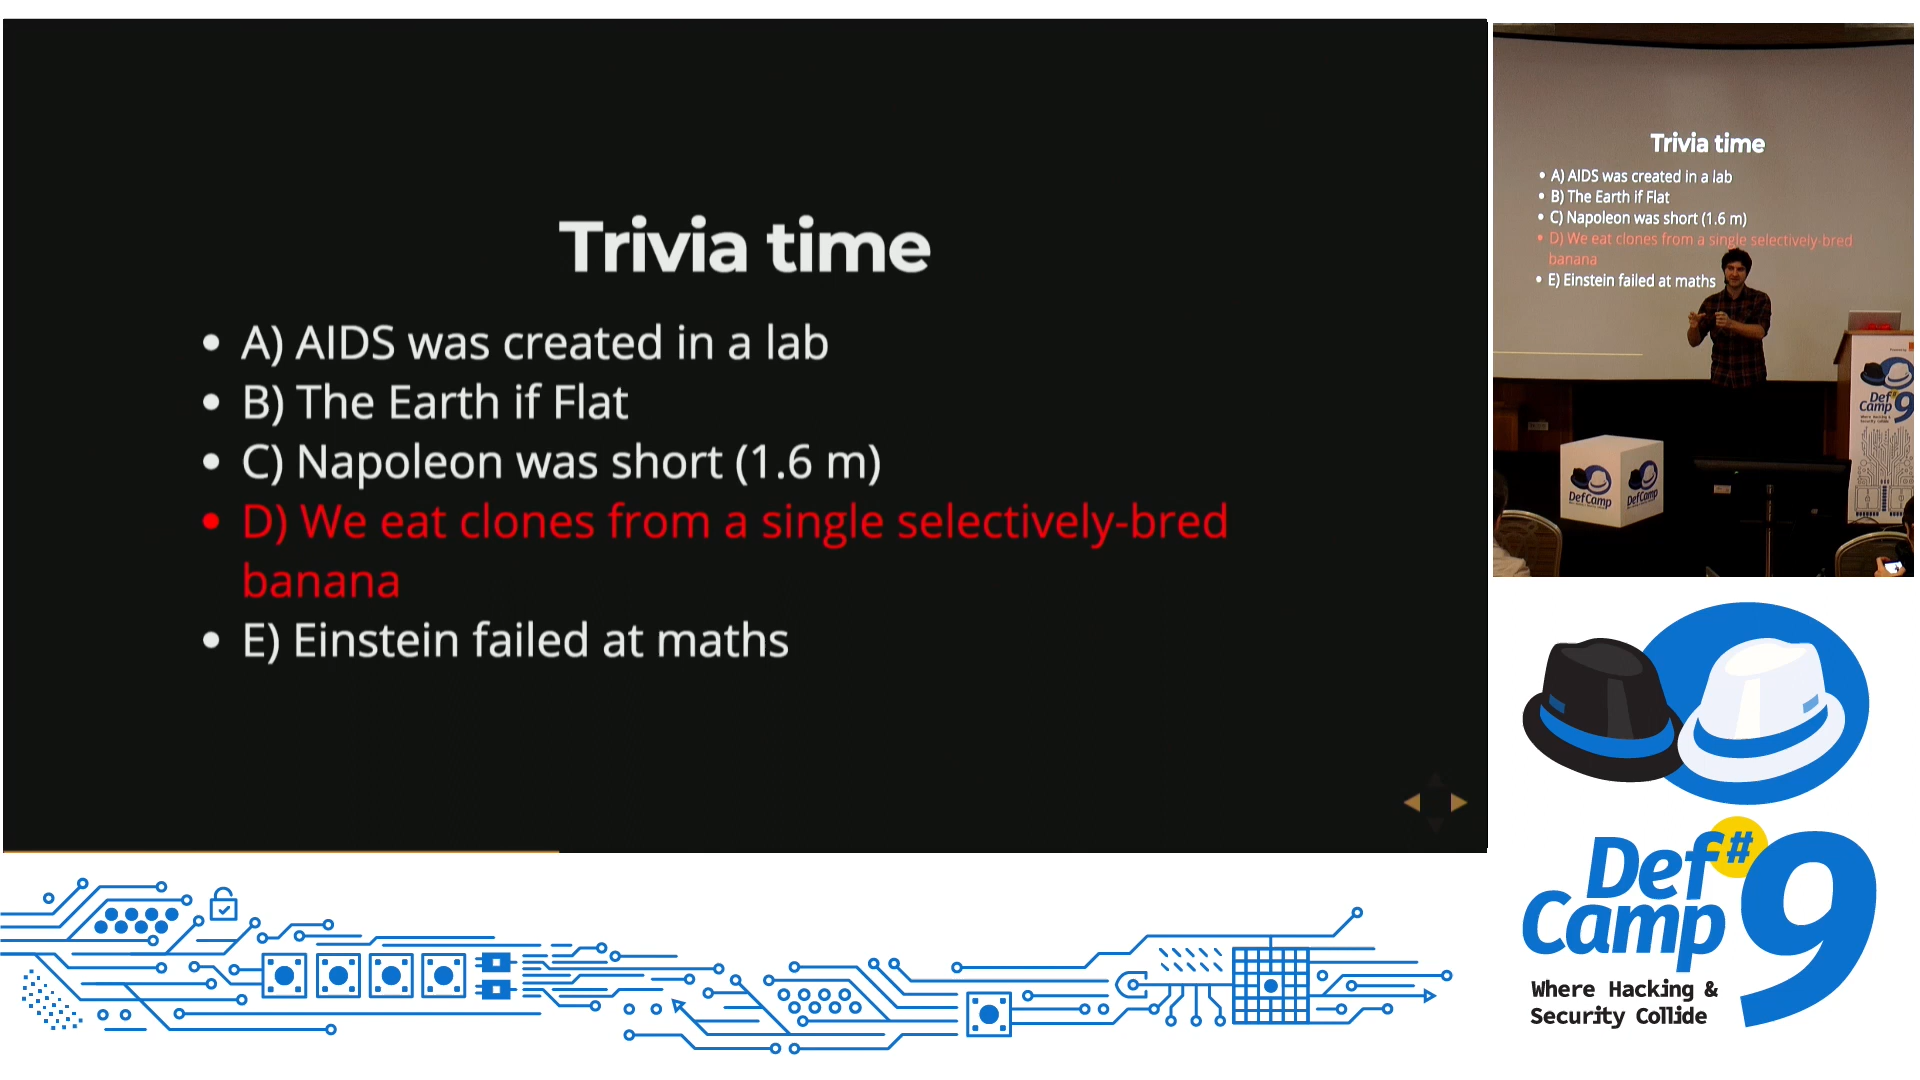 Trivia time
• A) AIDS was created in a lab
• B) The Earth if Flat
• C) Napoleon was short (1.6 m)
• D) We eat clones from a single selectively-bred
banana
• E) Einstein failed at maths
Trivia time
• A) AIDS was created in a lab
• B) The Earth if Flat
• C) Napoleon was short (1.6 m)
• D) We eat clones from a single selectively-bred
banana
• E) Einstein failed at maths
Def
Camp
#9
DefCamp
DefCamp
Def#
Camp 9
Where Hacking &
Security Collide